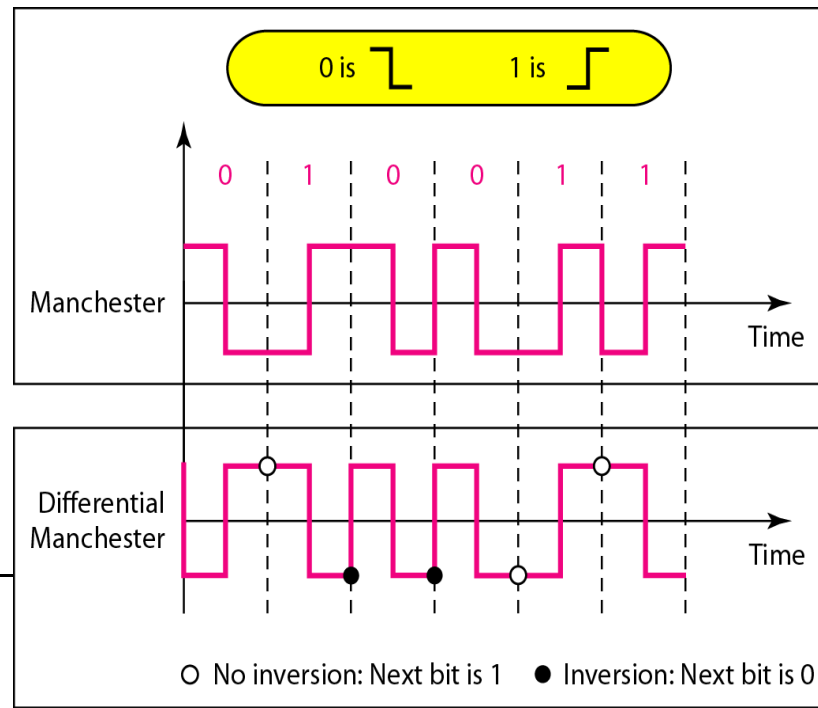 0 is 1 is
0 1 0 0 1 1
Manchester
Time
Differential
Manchester
Time
No inversion: Next bit is 1 Inversion: Next bit is 0